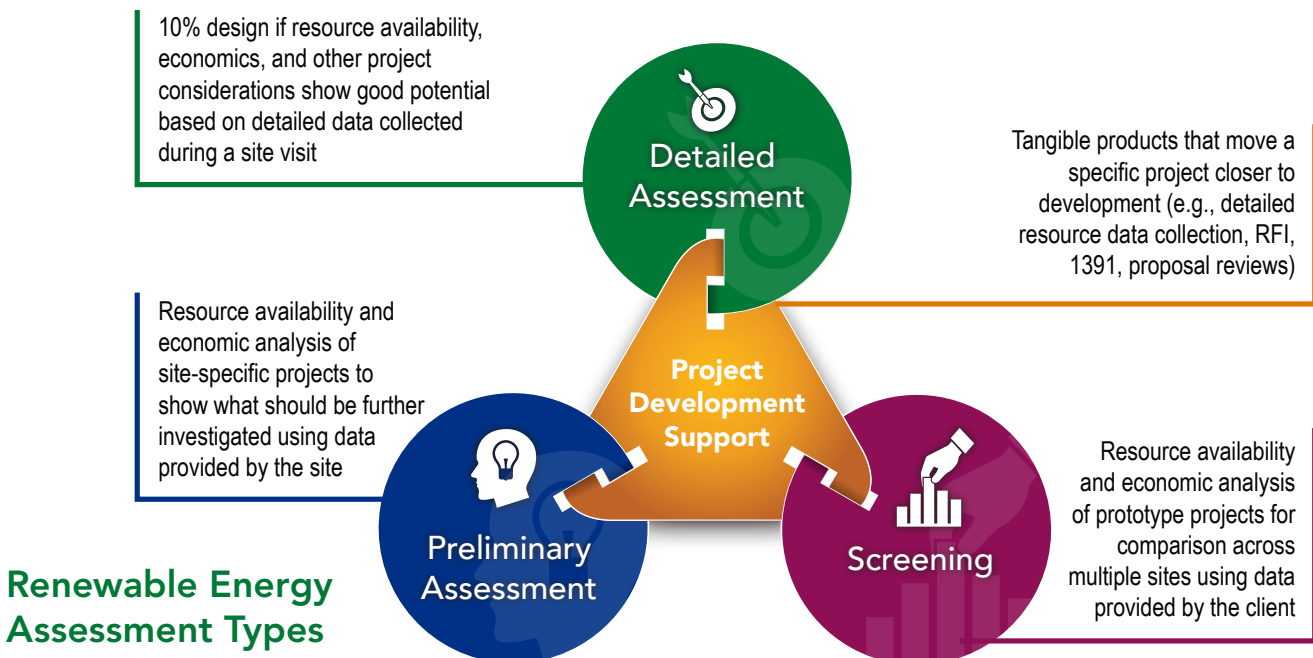 10% design if resource availability,
economics, and other project
considerations show good potential
based on detailed data collected
during a site visit
Detailed
Assessment
Tangible products that move a
specific project closer to
development (e.g., detailed
resource data collection, RFI,
1391, proposal reviews)
Resource availability and
economic analysis of
site-specific projects to
show what should be further
investigated using data
provided by the site
Project
Development
Support
Preliminary
Assessment
Screening
Resource availability
and economic analysis
of prototype projects for
comparison across
multiple sites using data
provided by the client
Renewable Energy
Assessment Types